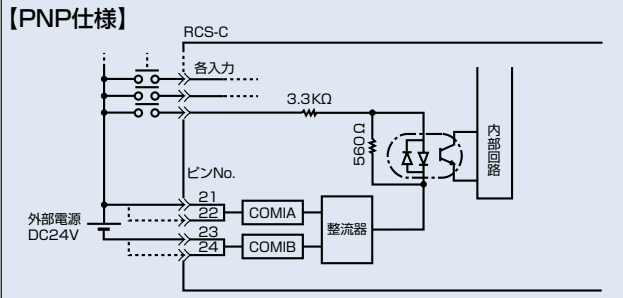 【PNP仕様】
RCS-C
各入力
3.3KΩ
560Ω
内部回路
ピンNo.
21
22
COMIA
整流器
外部電源
DC24V
23
24
COMIB